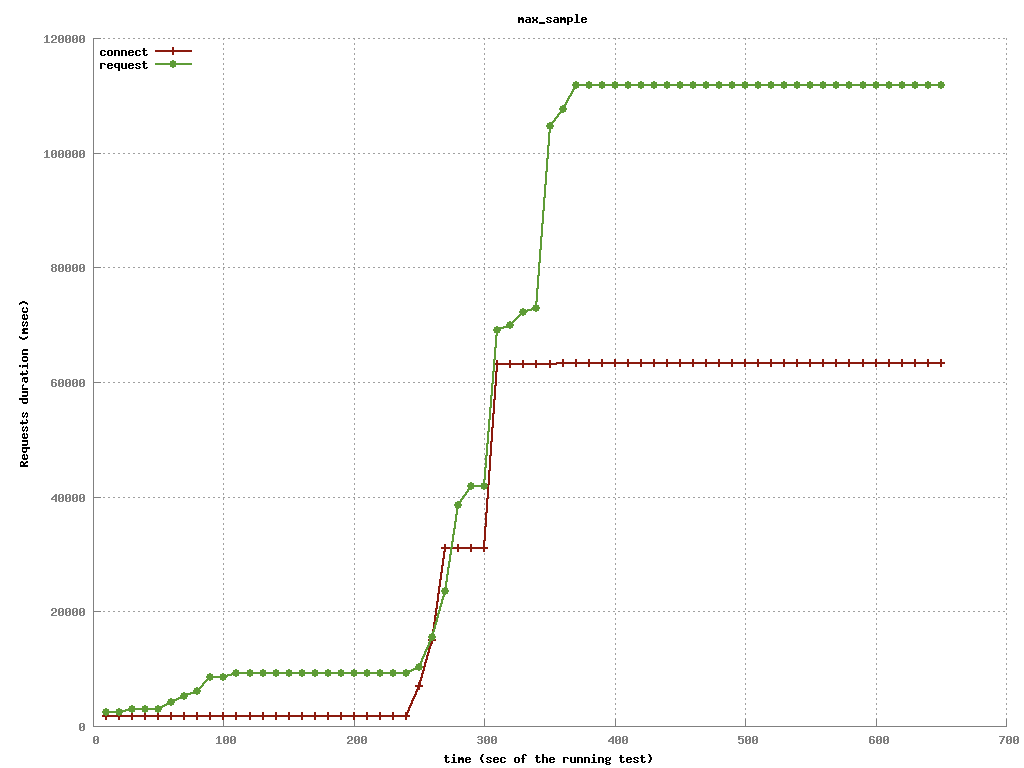 max_sample
120000
100000
80000
60000
40000
20000
0
connect
request
Requests duration (msec)
0 100 200 300 400 500 600 700
time (sec of the running test)